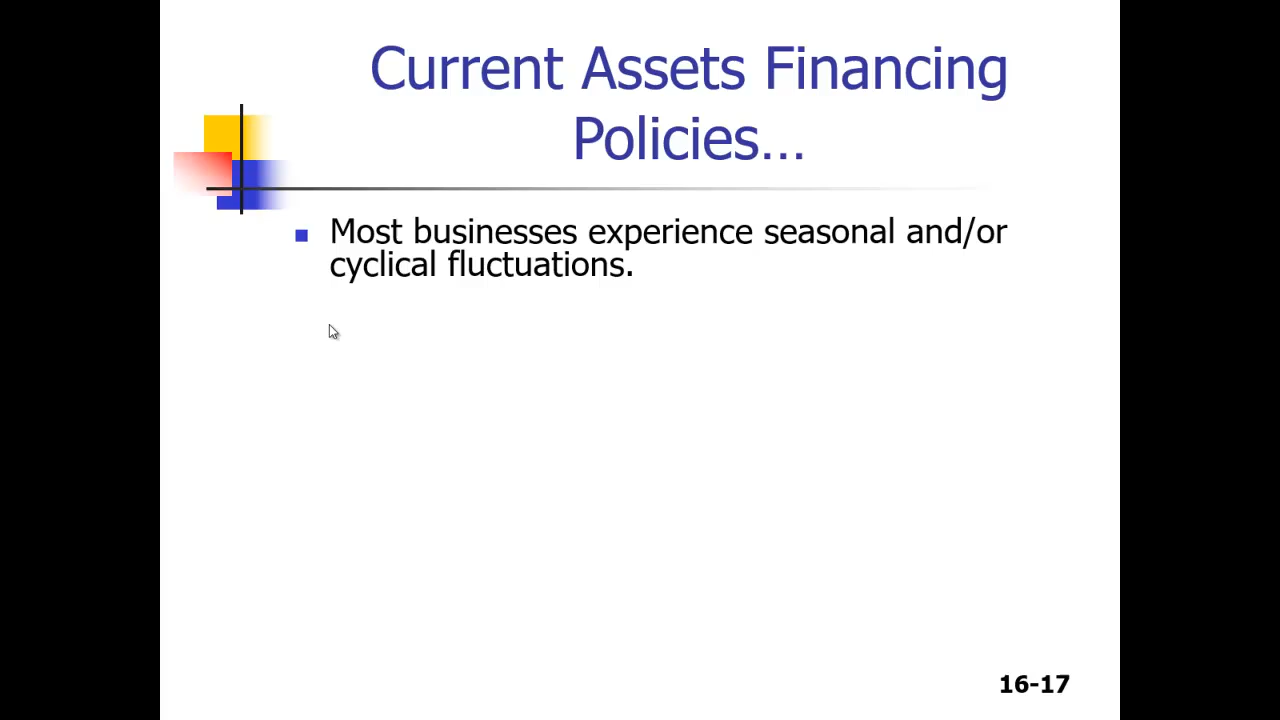 Current Assets Financing
Policies...
Most businesses experience seasonal and/or
cyclical fluctuations.
16-17